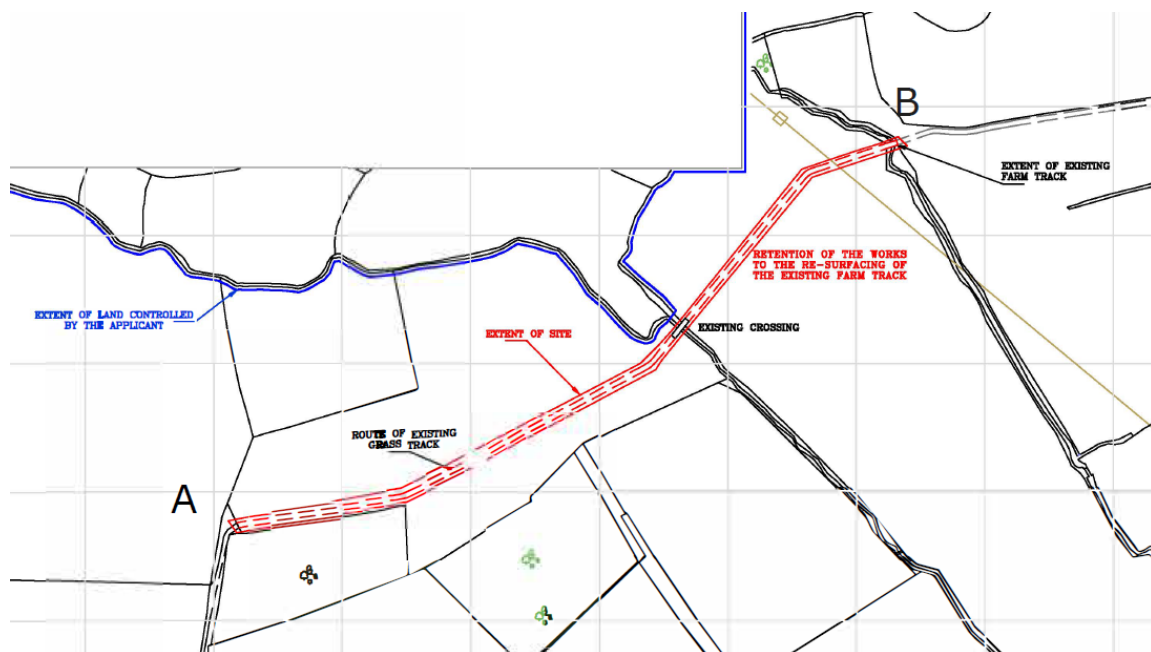 B
EXTENT OF EXISTING
FARM TRACK
RETENTION OF THE WORKS
TO THE RE-SURFACING OF
THE EXISTING FARM TRACK
EXTENT OF LAND CONTROLLED
BY THE APPLICANT
EXTENT OF SITE
EXISTING CROSSING
ROUTE OF EXISTING
GRASS TRACK
A